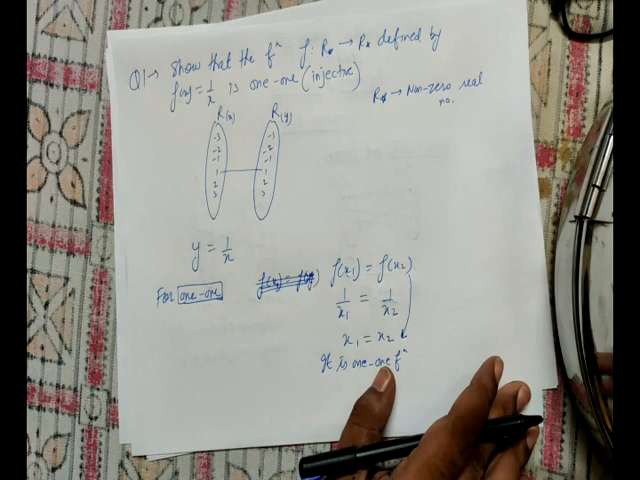 Q1→ Show that the fⁿ f: R* → R* defined by
f(x) = 1/x is one-one (injective)
R* → Non-zero real
no.
R(x) R(y)
-3 -3
-2 -2
-1 -1
1 1
2 2
3 3
y = 1/x
For one-one
f(x₁) = f(x₂)
1/x₁ = 1/x₂
x₁ = x₂
It is one-one fⁿ